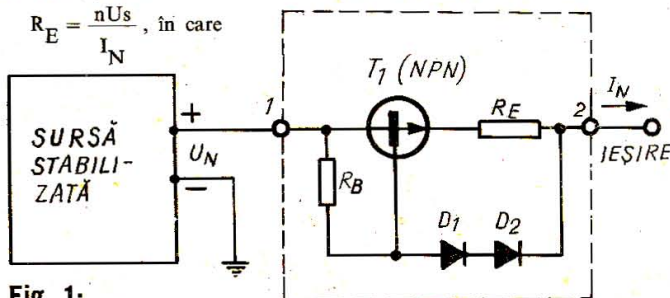 R_E = nUs / I_N , în care
T1 (NPN)
1
+
U_N
−
SURSĂ
STABILI-
ZATĂ
R_B
R_E
2
I_N
IEȘIRE
D1
D2
Fig. 1: